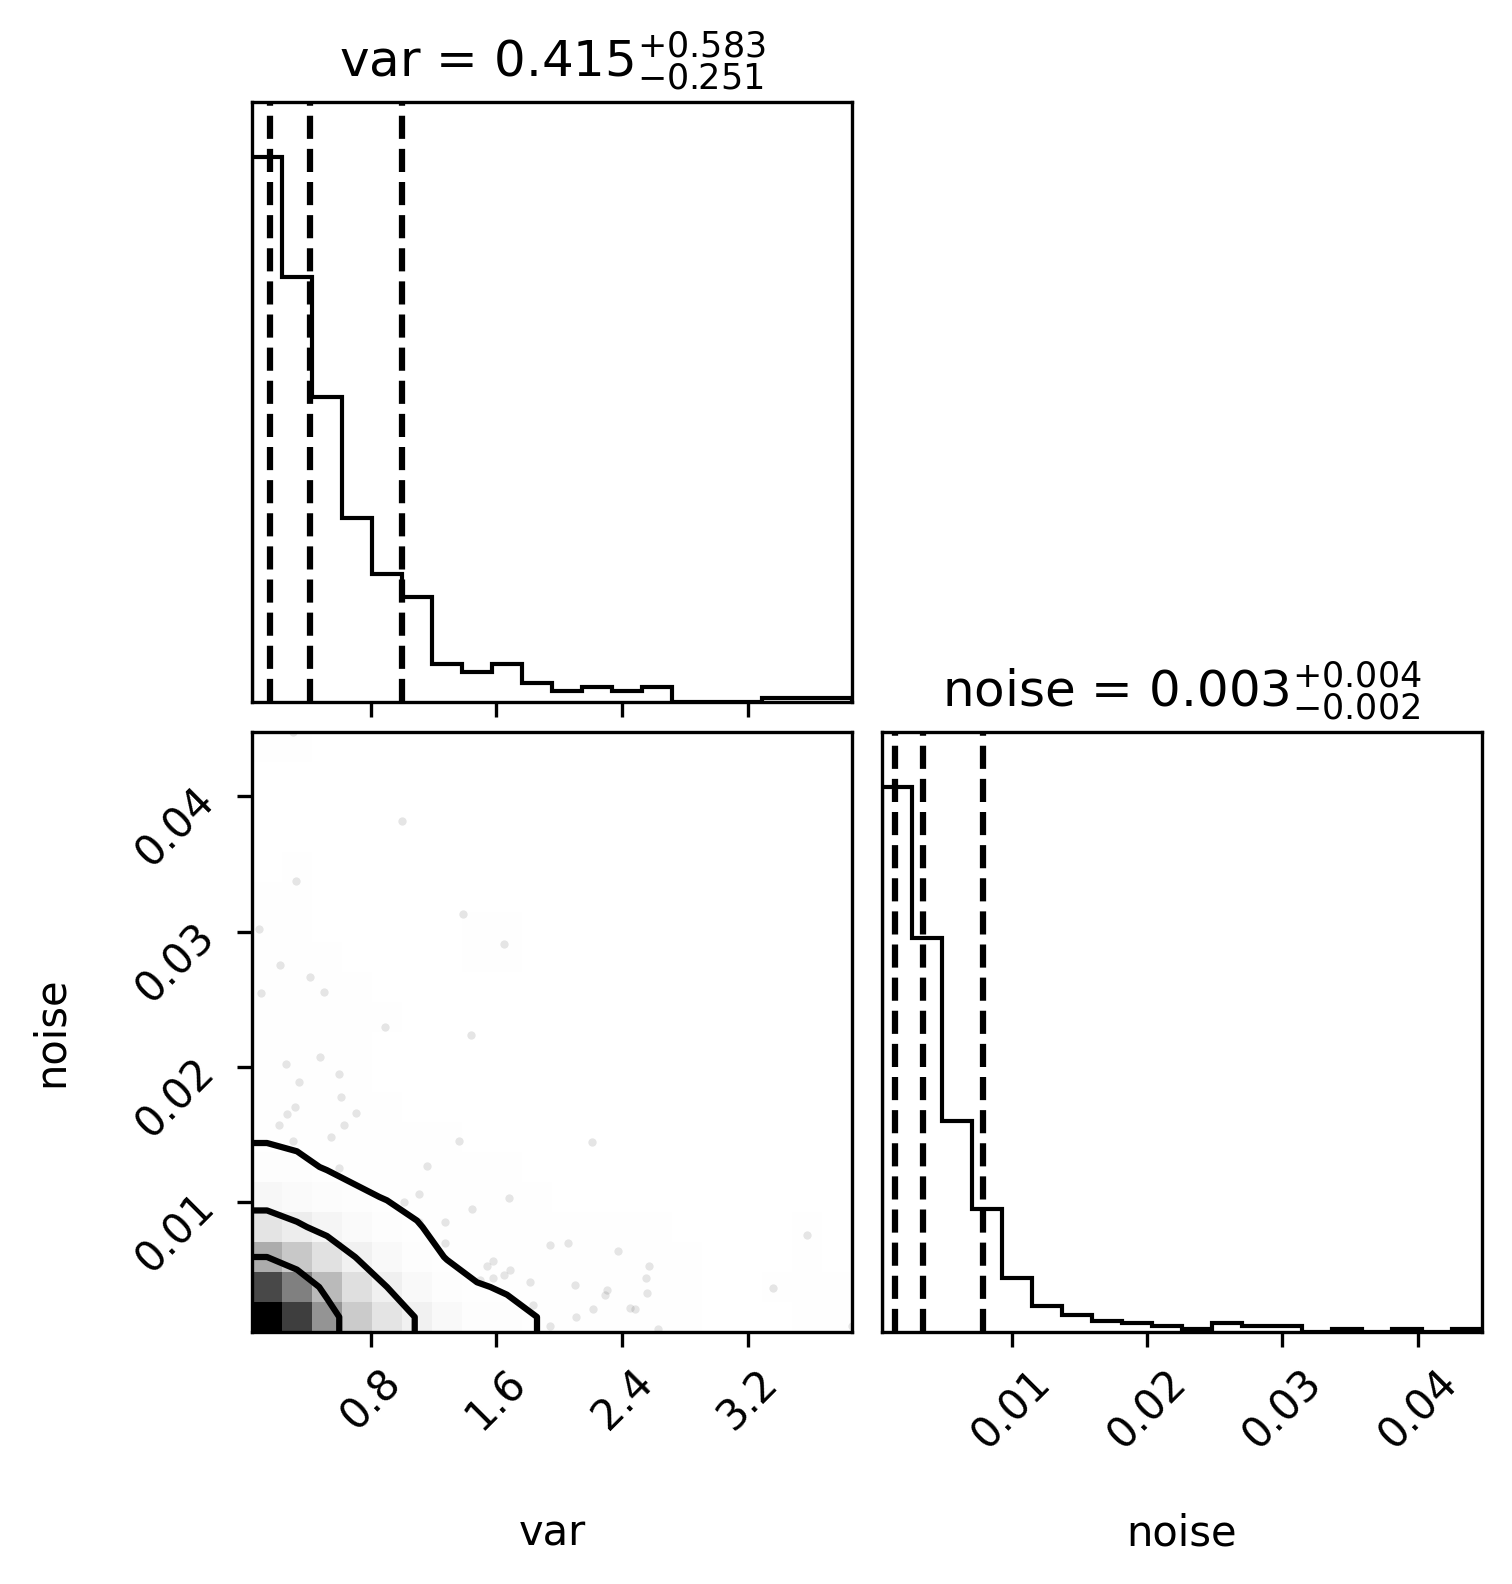 var = 0.415 +0.583 −0.251
noise = 0.003 +0.004 −0.002
0.04
0.03
0.02
0.01
noise
0.8 1.6 2.4 3.2
0.01 0.02 0.03 0.04
var
noise